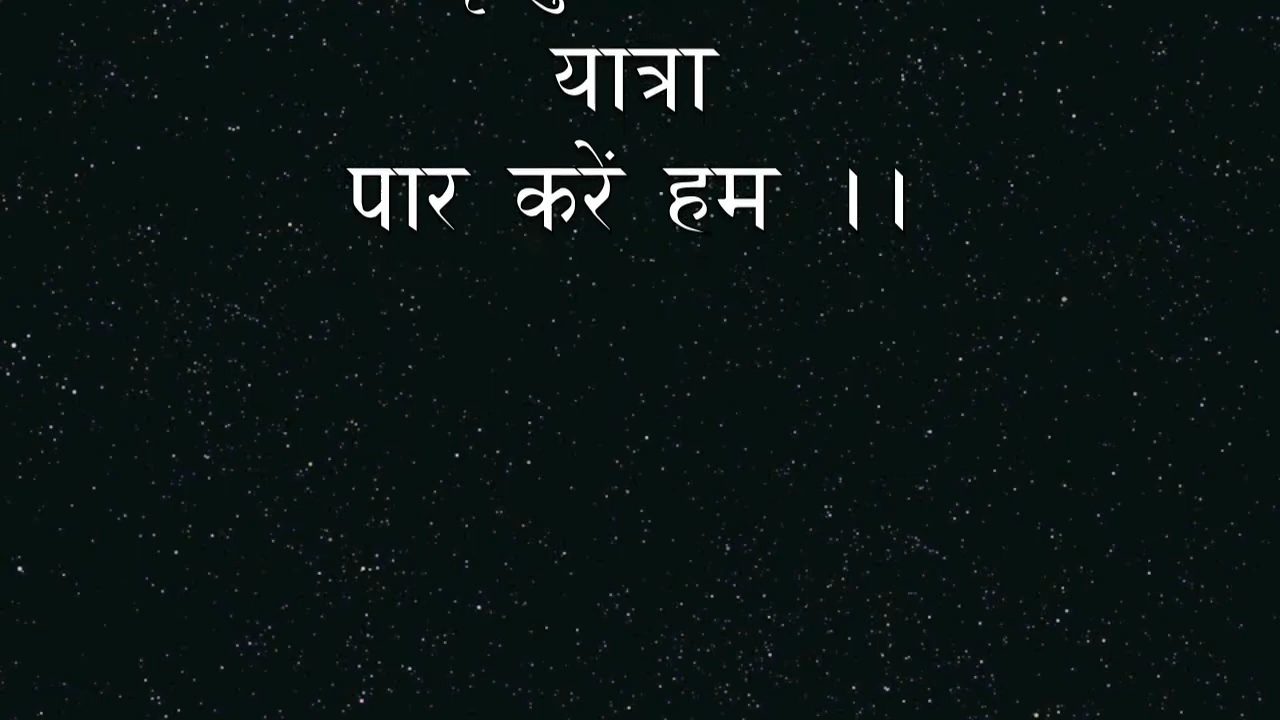 यात्रा
पार करें हम ।।